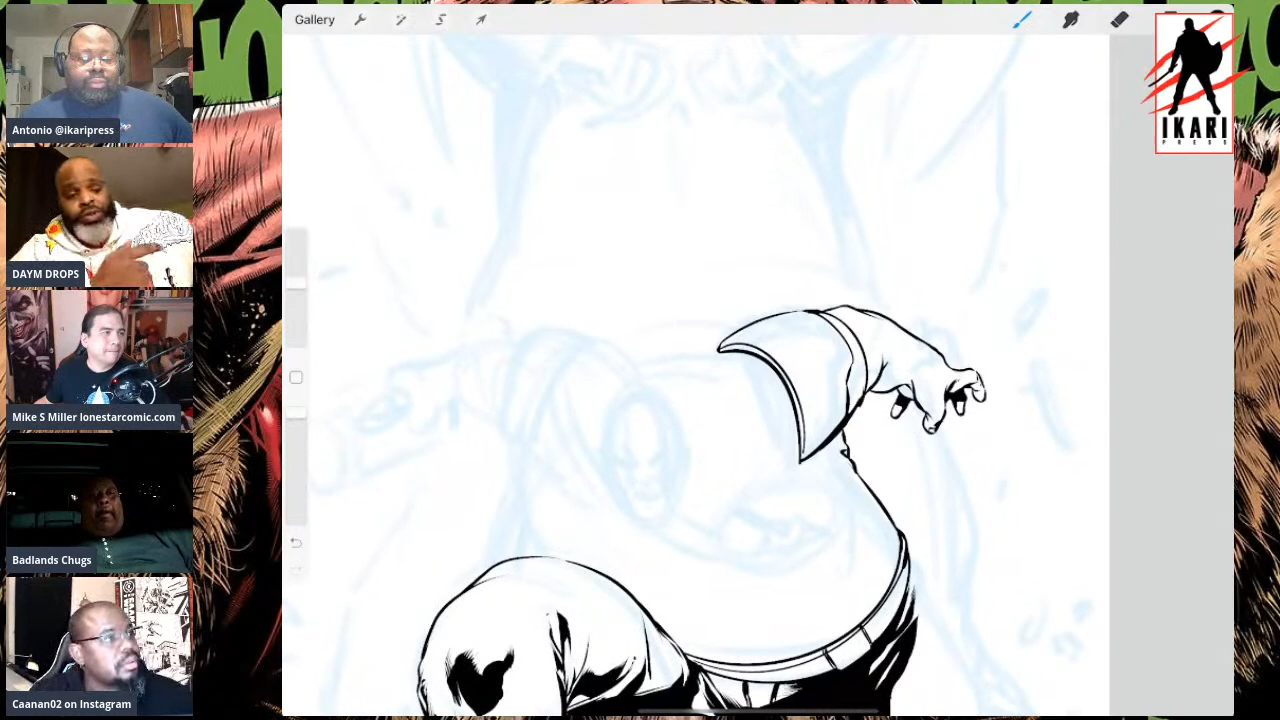 Gallery
Antonio @ikaripress
DAYM DROPS
Mike S Miller lonestarcomic.com
Badlands Chugs
Caanan02 on Instagram
IKARI
PRESS